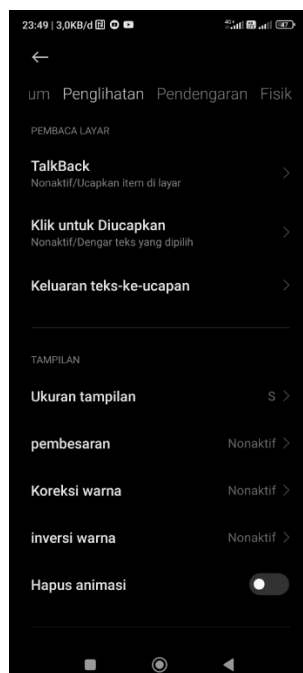 23:49 | 3,0KB/d
47
um Penglihatan Pendengaran Fisik
PEMBACA LAYAR
TalkBack
Nonaktif/Ucapkan item di layar
Klik untuk Diucapkan
Nonaktif/Dengar teks yang dipilih
Keluaran teks-ke-ucapan
TAMPILAN
Ukuran tampilan S
pembesaran Nonaktif
Koreksi warna Nonaktif
inversi warna Nonaktif
Hapus animasi